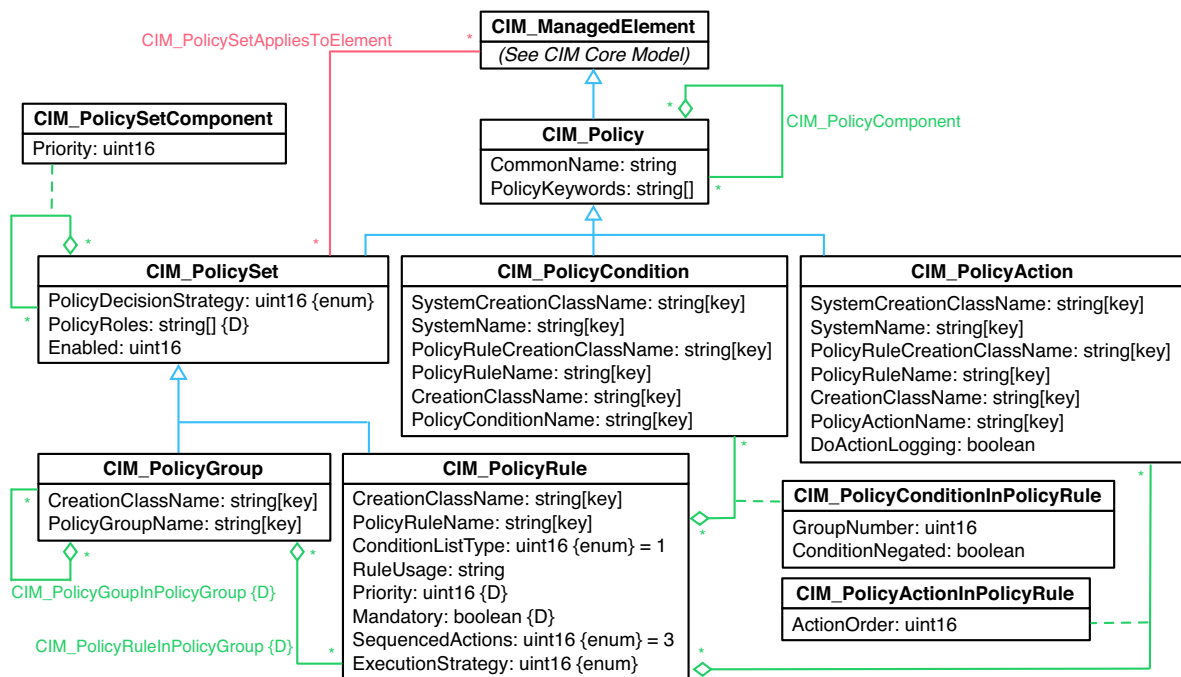 CIM_ManagedElement
(See CIM Core Model)
CIM_PolicySetAppliesToElement
*
*
CIM_PolicySetComponent
Priority: uint16
CIM_Policy
CommonName: string
PolicyKeywords: string[]
*
*
CIM_PolicyComponent
CIM_PolicySet
PolicyDecisionStrategy: uint16 {enum}
PolicyRoles: string[] {D}
Enabled: uint16
*
*
CIM_PolicyCondition
SystemCreationClassName: string[key]
SystemName: string[key]
PolicyRuleCreationClassName: string[key]
PolicyRuleName: string[key]
CreationClassName: string[key]
PolicyConditionName: string[key]
*
CIM_PolicyAction
SystemCreationClassName: string[key]
SystemName: string[key]
PolicyRuleCreationClassName: string[key]
PolicyRuleName: string[key]
CreationClassName: string[key]
PolicyActionName: string[key]
DoActionLogging: boolean
*
CIM_PolicyGroup
CreationClassName: string[key]
PolicyGroupName: string[key]
*
*
*
CIM_PolicyGoupInPolicyGroup {D}
CIM_PolicyRuleInPolicyGroup {D}
*
CIM_PolicyRule
CreationClassName: string[key]
PolicyRuleName: string[key]
ConditionListType: uint16 {enum} = 1
RuleUsage: string
Priority: uint16 {D}
Mandatory: boolean {D}
SequencedActions: uint16 {enum} = 3
ExecutionStrategy: uint16 {enum}
*
*
CIM_PolicyConditionInPolicyRule
GroupNumber: uint16
ConditionNegated: boolean
CIM_PolicyActionInPolicyRule
ActionOrder: uint16